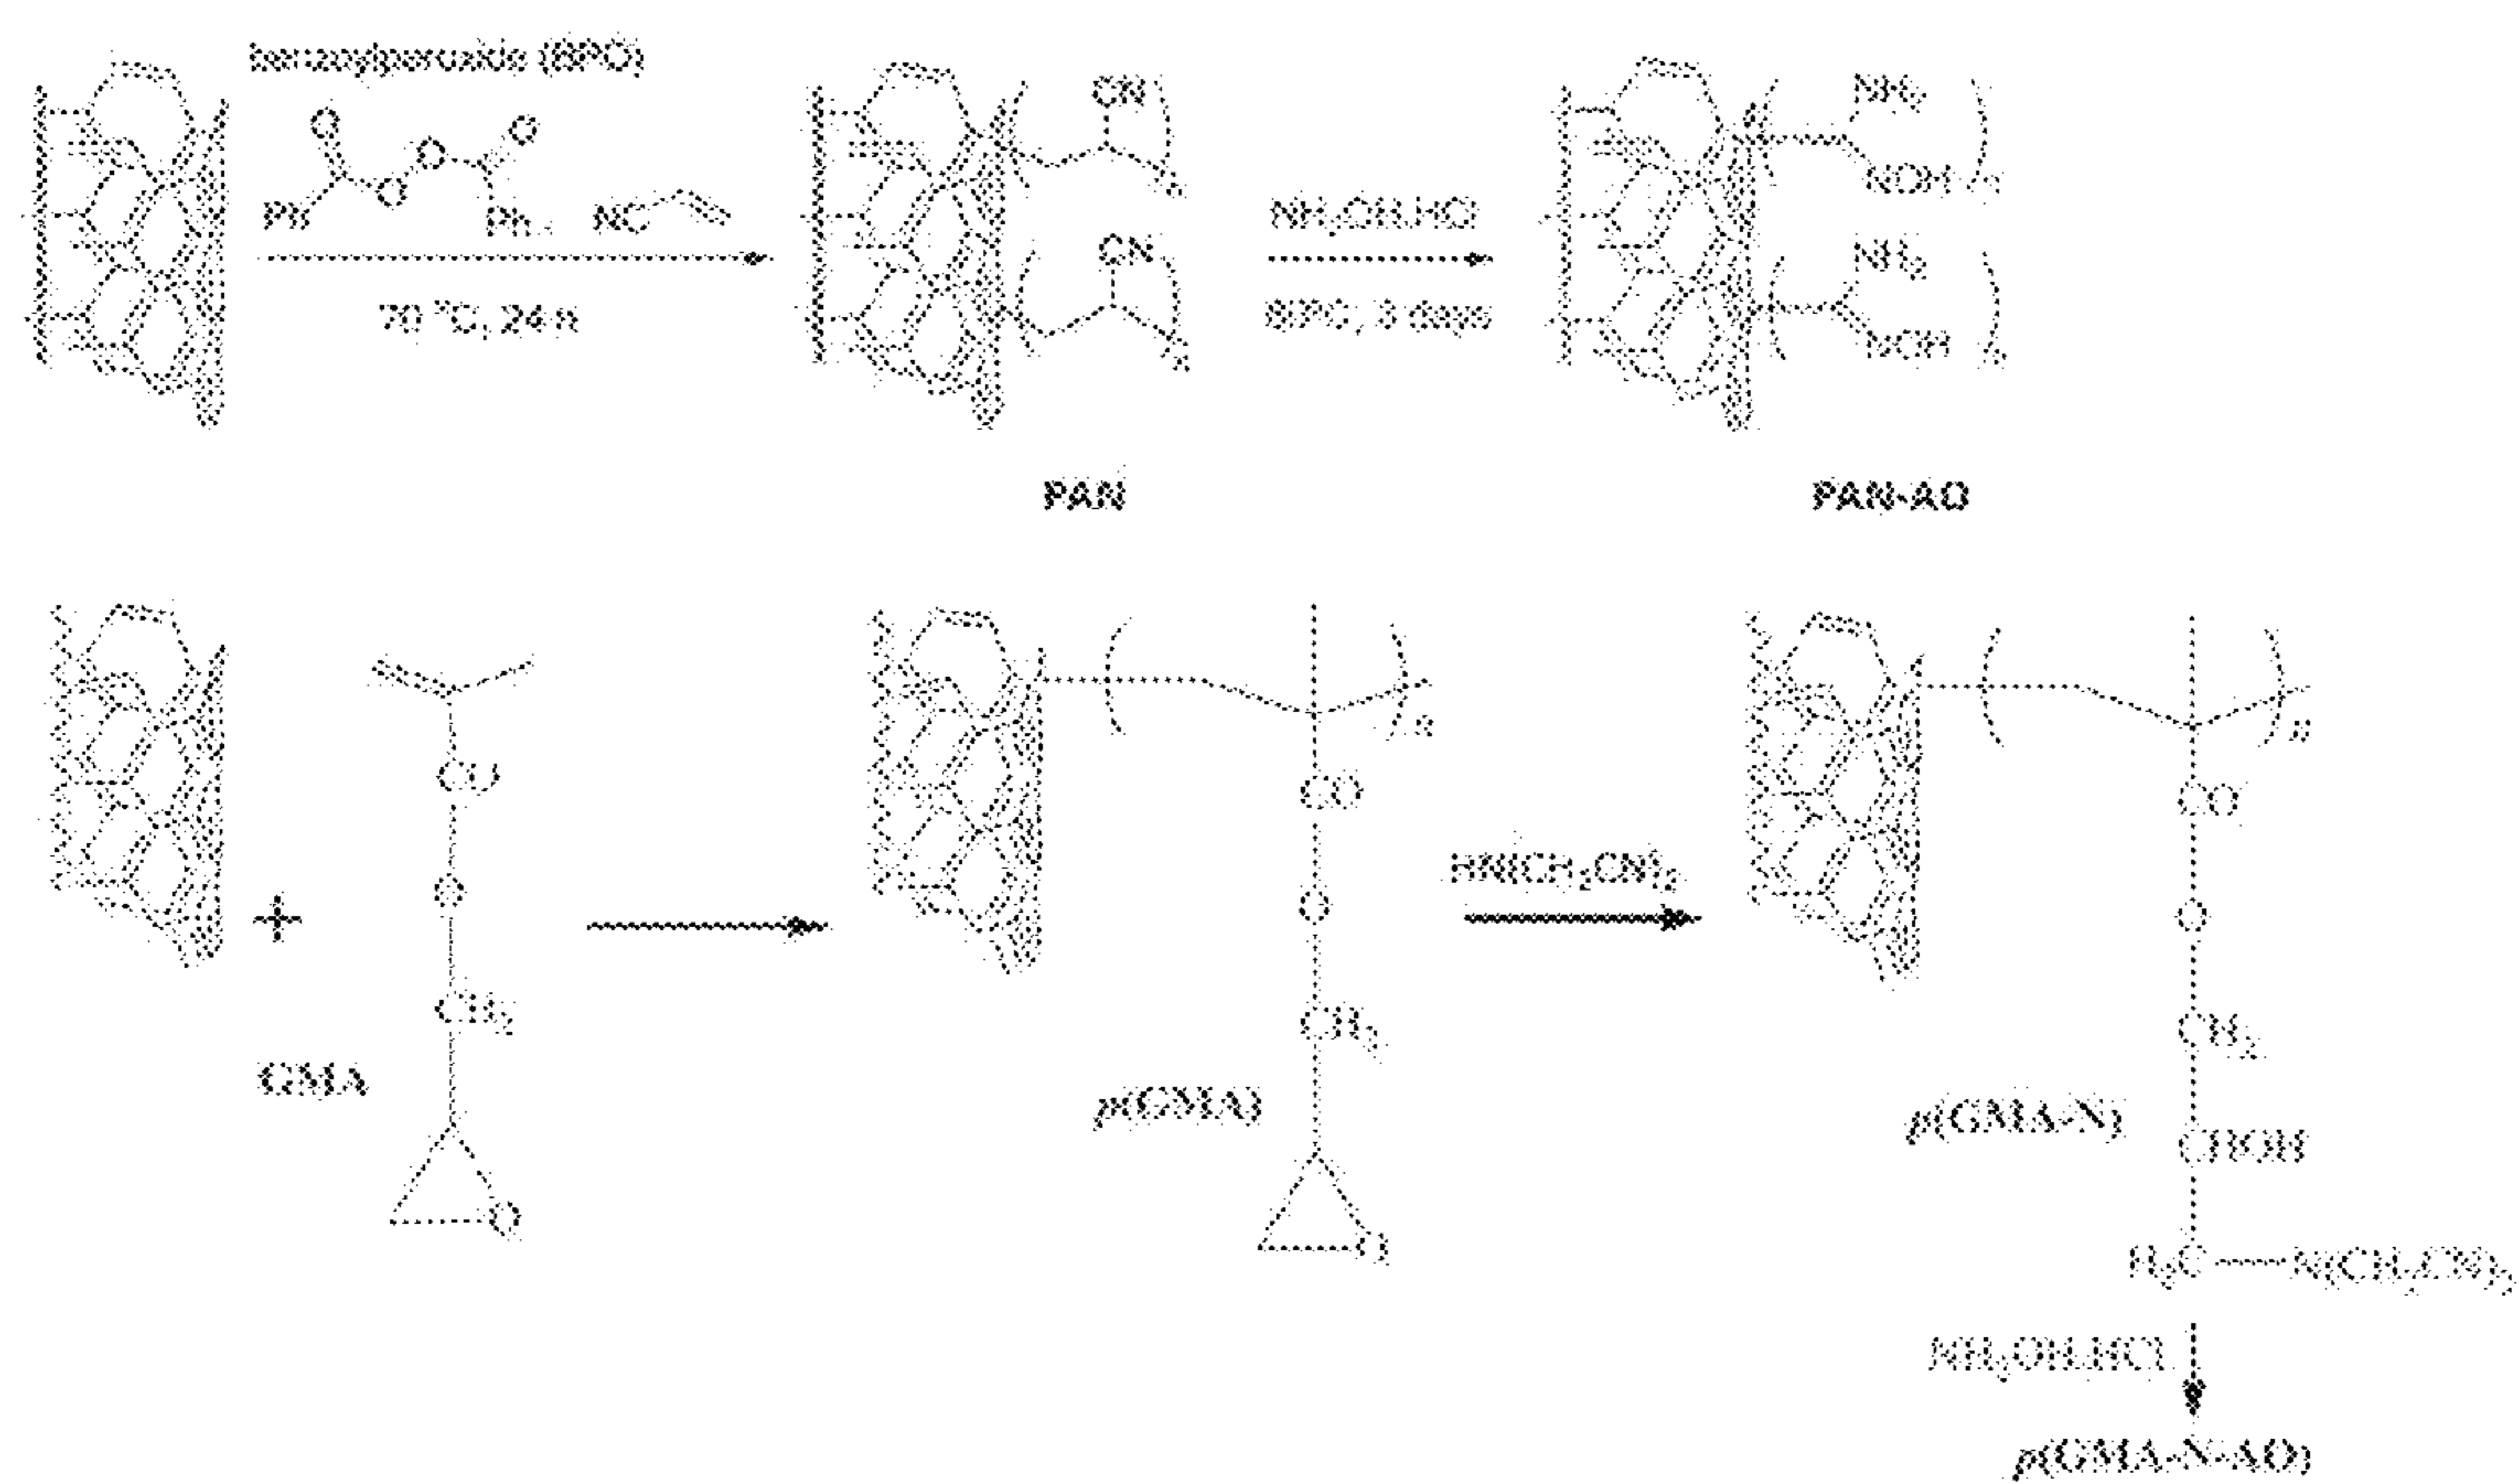 benzoylperoxide (BPO)
O
O
O
O
Ph
Ph
NC
70 °C, 24 h
CN
n
CN
n
NH2OH.HCl
80°C, 3 days
NH2
NOH
n
NH2
NOH
n
PAN
PAN-AO
GMA
+
CO
O
CH2
O
n
CO
O
CH2
O
p(GMA)
HN(CH2CN)2
n
CO
O
CH2
CHOH
H2C
N(CH2CN)2
p(GMA-N)
NH2OH.HCl
p(GMA-N-AO)